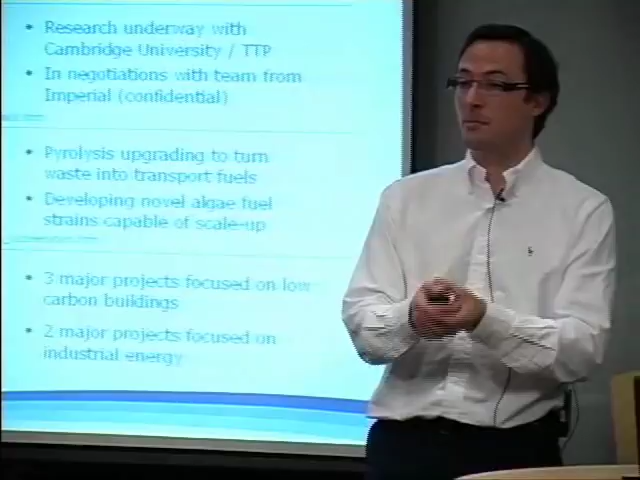 • Research underway with
Cambridge University / TTP
• In negotiations with team from
Imperial (confidential)
• Pyrolysis upgrading to turn
waste into transport fuels
• Developing novel algae fuel
strains capable of scale-up
• 3 major projects focused on low
carbon buildings
• 2 major projects focused on
industrial energy